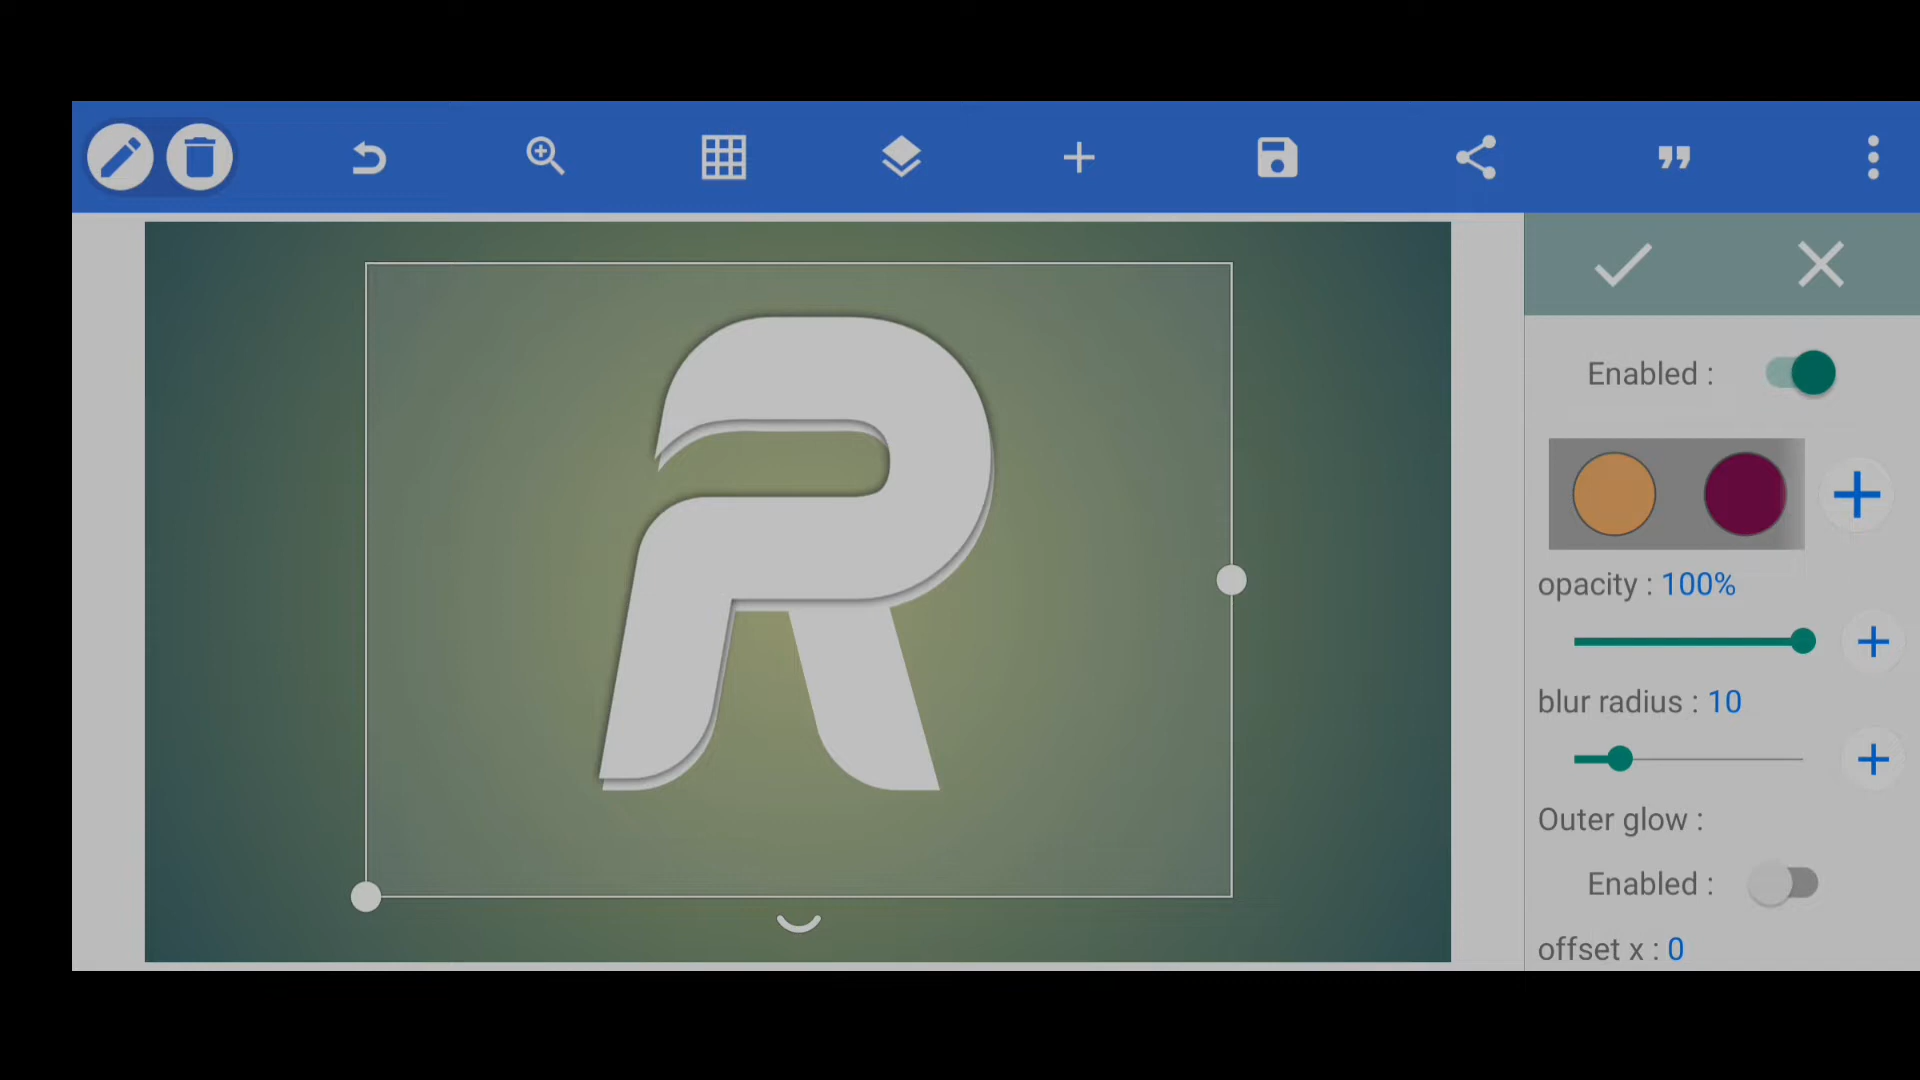 R
Enabled :
opacity : 100%
blur radius : 10
Outer glow :
Enabled :
offset x : 0